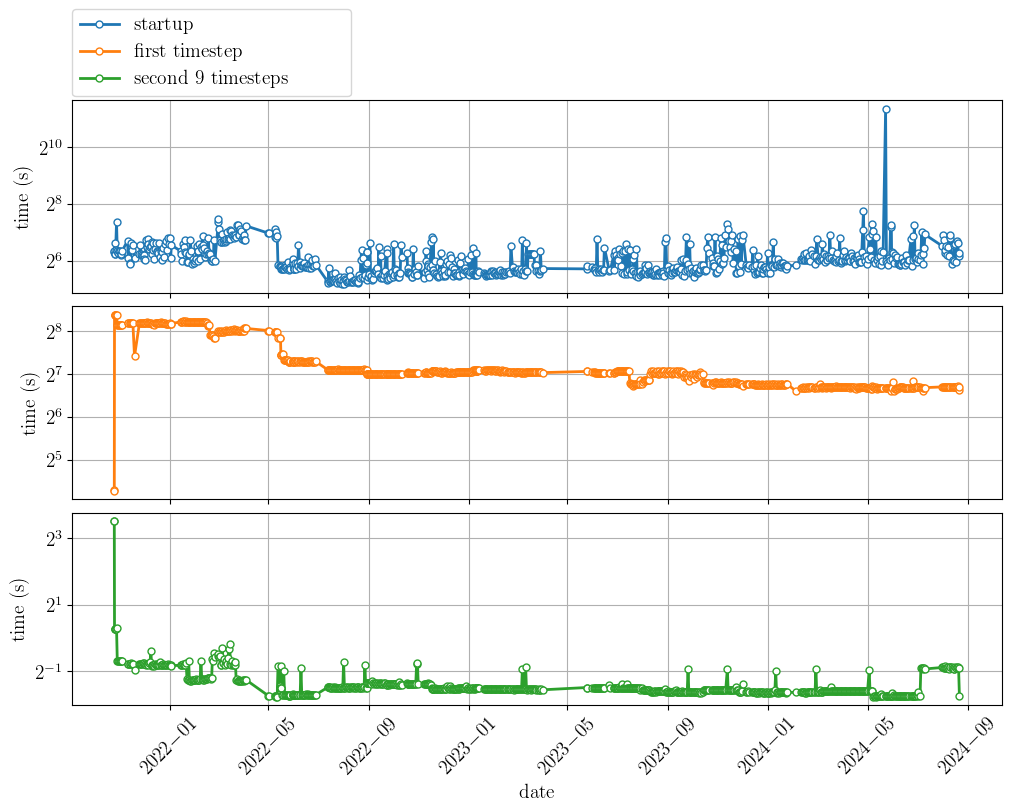 startup
first timestep
second 9 timesteps
time (s)
2^10
2^8
2^6
time (s)
2^8
2^7
2^6
2^5
time (s)
2^3
2^1
2^−1
2022−01
2022−05
2022−09
2023−01
2023−05
2023−09
2024−01
2024−05
2024−09
date